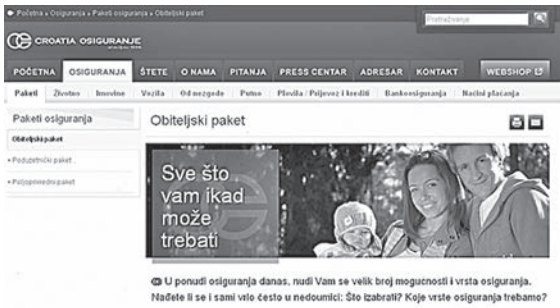 Početna » Osiguranja » Paketi osiguranja » Obiteljski paket
Pretraživanje
CROATIA OSIGURANJE
POČETNA OSIGURANJA ŠTETE O NAMA PITANJA PRESS CENTAR ADRESAR KONTAKT WEBSHOP
Paketi Životno Imovine Vozila Od nezgode Putno Plovila / Prijevoz i krediti Bankoosiguranja Načini plaćanja
Paketi osiguranja
Obiteljski paket
Poduzetnički paket
Poljoprivredni paket
Obiteljski paket
Sve što
vam ikad
može
trebati
U ponudi osiguranja danas, nudi Vam se velik broj mogucnosti i vrsta osiguranja.
Nađete li se i sami vrlo često u nedoumici: Što izabrati? Koje vrste osiguranja trebamo?